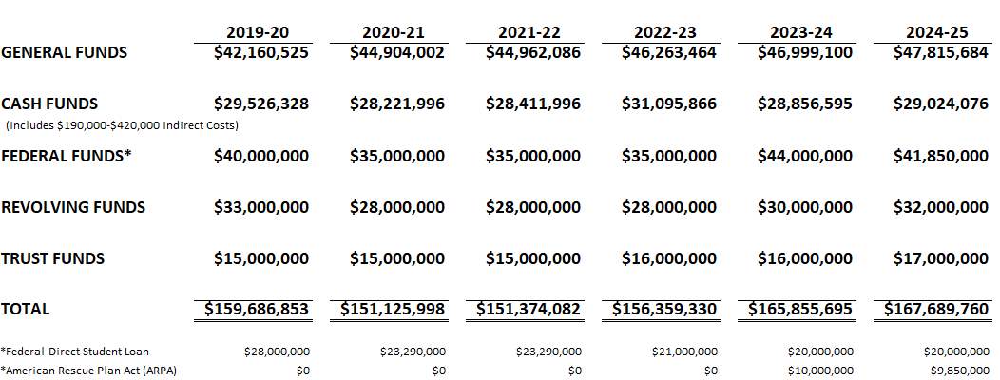 2019-20 2020-21 2021-22 2022-23 2023-24 2024-25
GENERAL FUNDS $42,160,525 $44,904,002 $44,962,086 $46,263,464 $46,999,100 $47,815,684
CASH FUNDS $29,526,328 $28,221,996 $28,411,996 $31,095,866 $28,856,595 $29,024,076
(Includes $190,000-$420,000 Indirect Costs)
FEDERAL FUNDS* $40,000,000 $35,000,000 $35,000,000 $35,000,000 $44,000,000 $41,850,000
REVOLVING FUNDS $33,000,000 $28,000,000 $28,000,000 $28,000,000 $30,000,000 $32,000,000
TRUST FUNDS $15,000,000 $15,000,000 $15,000,000 $16,000,000 $16,000,000 $17,000,000
TOTAL $159,686,853 $151,125,998 $151,374,082 $156,359,330 $165,855,695 $167,689,760
*Federal-Direct Student Loan $28,000,000 $23,290,000 $23,290,000 $21,000,000 $20,000,000 $20,000,000
*American Rescue Plan Act (ARPA) $0 $0 $0 $0 $10,000,000 $9,850,000